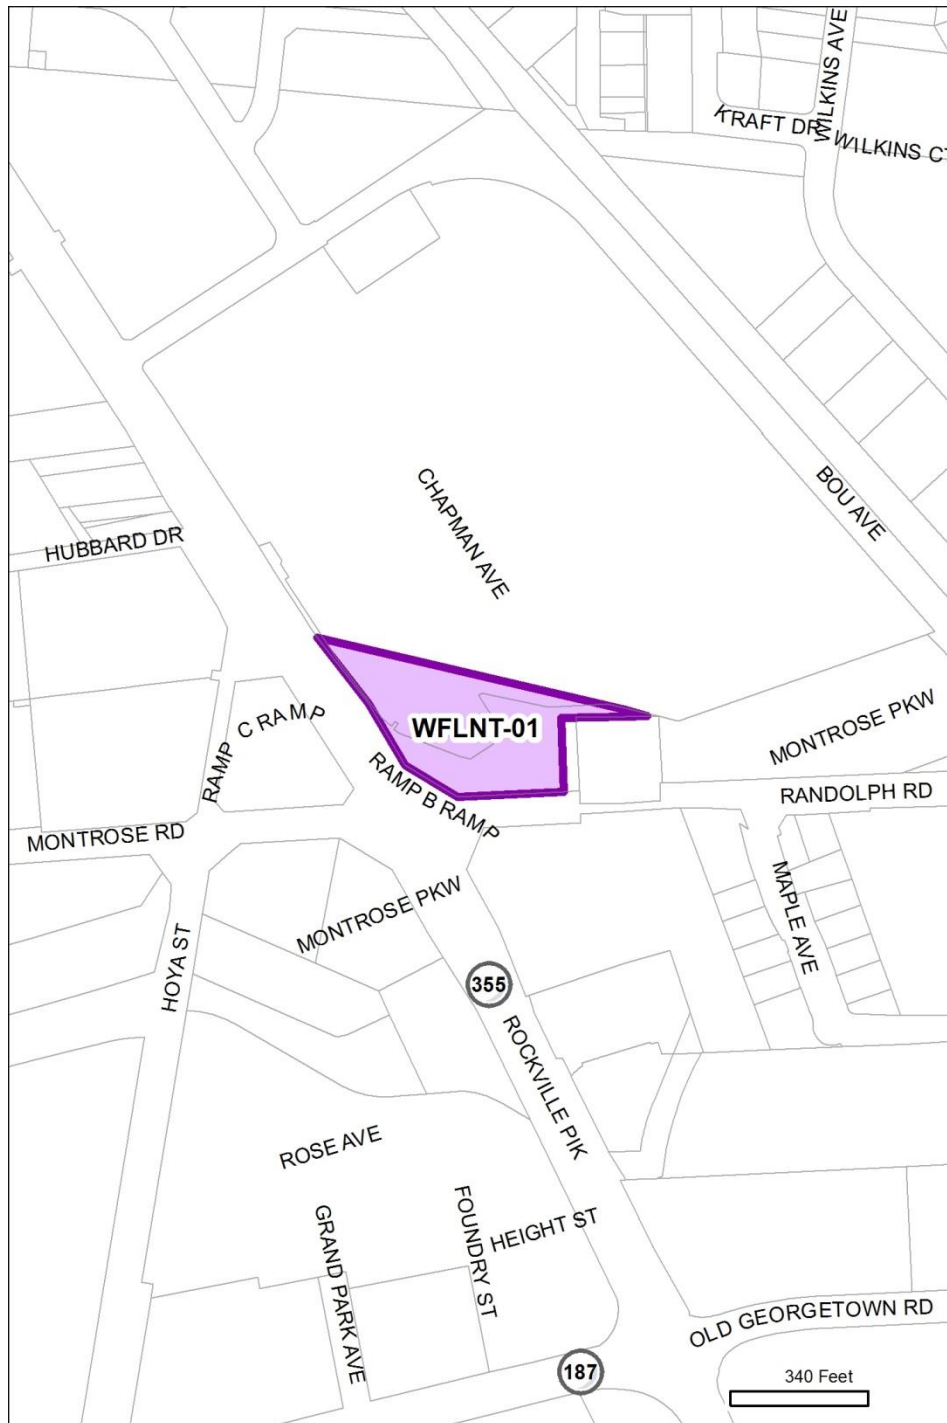 WILKINS AVE
KRAFT DR
WILKINS CT
CHAPMAN AVE
BOU AVE
HUBBARD DR
C RAMP
RAMP
WFLNT-01
MONTROSE PKW
RAMP B RAMP
RANDOLPH RD
MONTROSE RD
MAPLE AVE
MONTROSE PKW
HOYA ST
355
ROCKVILLE PIK
ROSE AVE
GRAND PARK AVE
FOUNDRY ST
HEIGHT ST
OLD GEORGETOWN RD
187
340 Feet